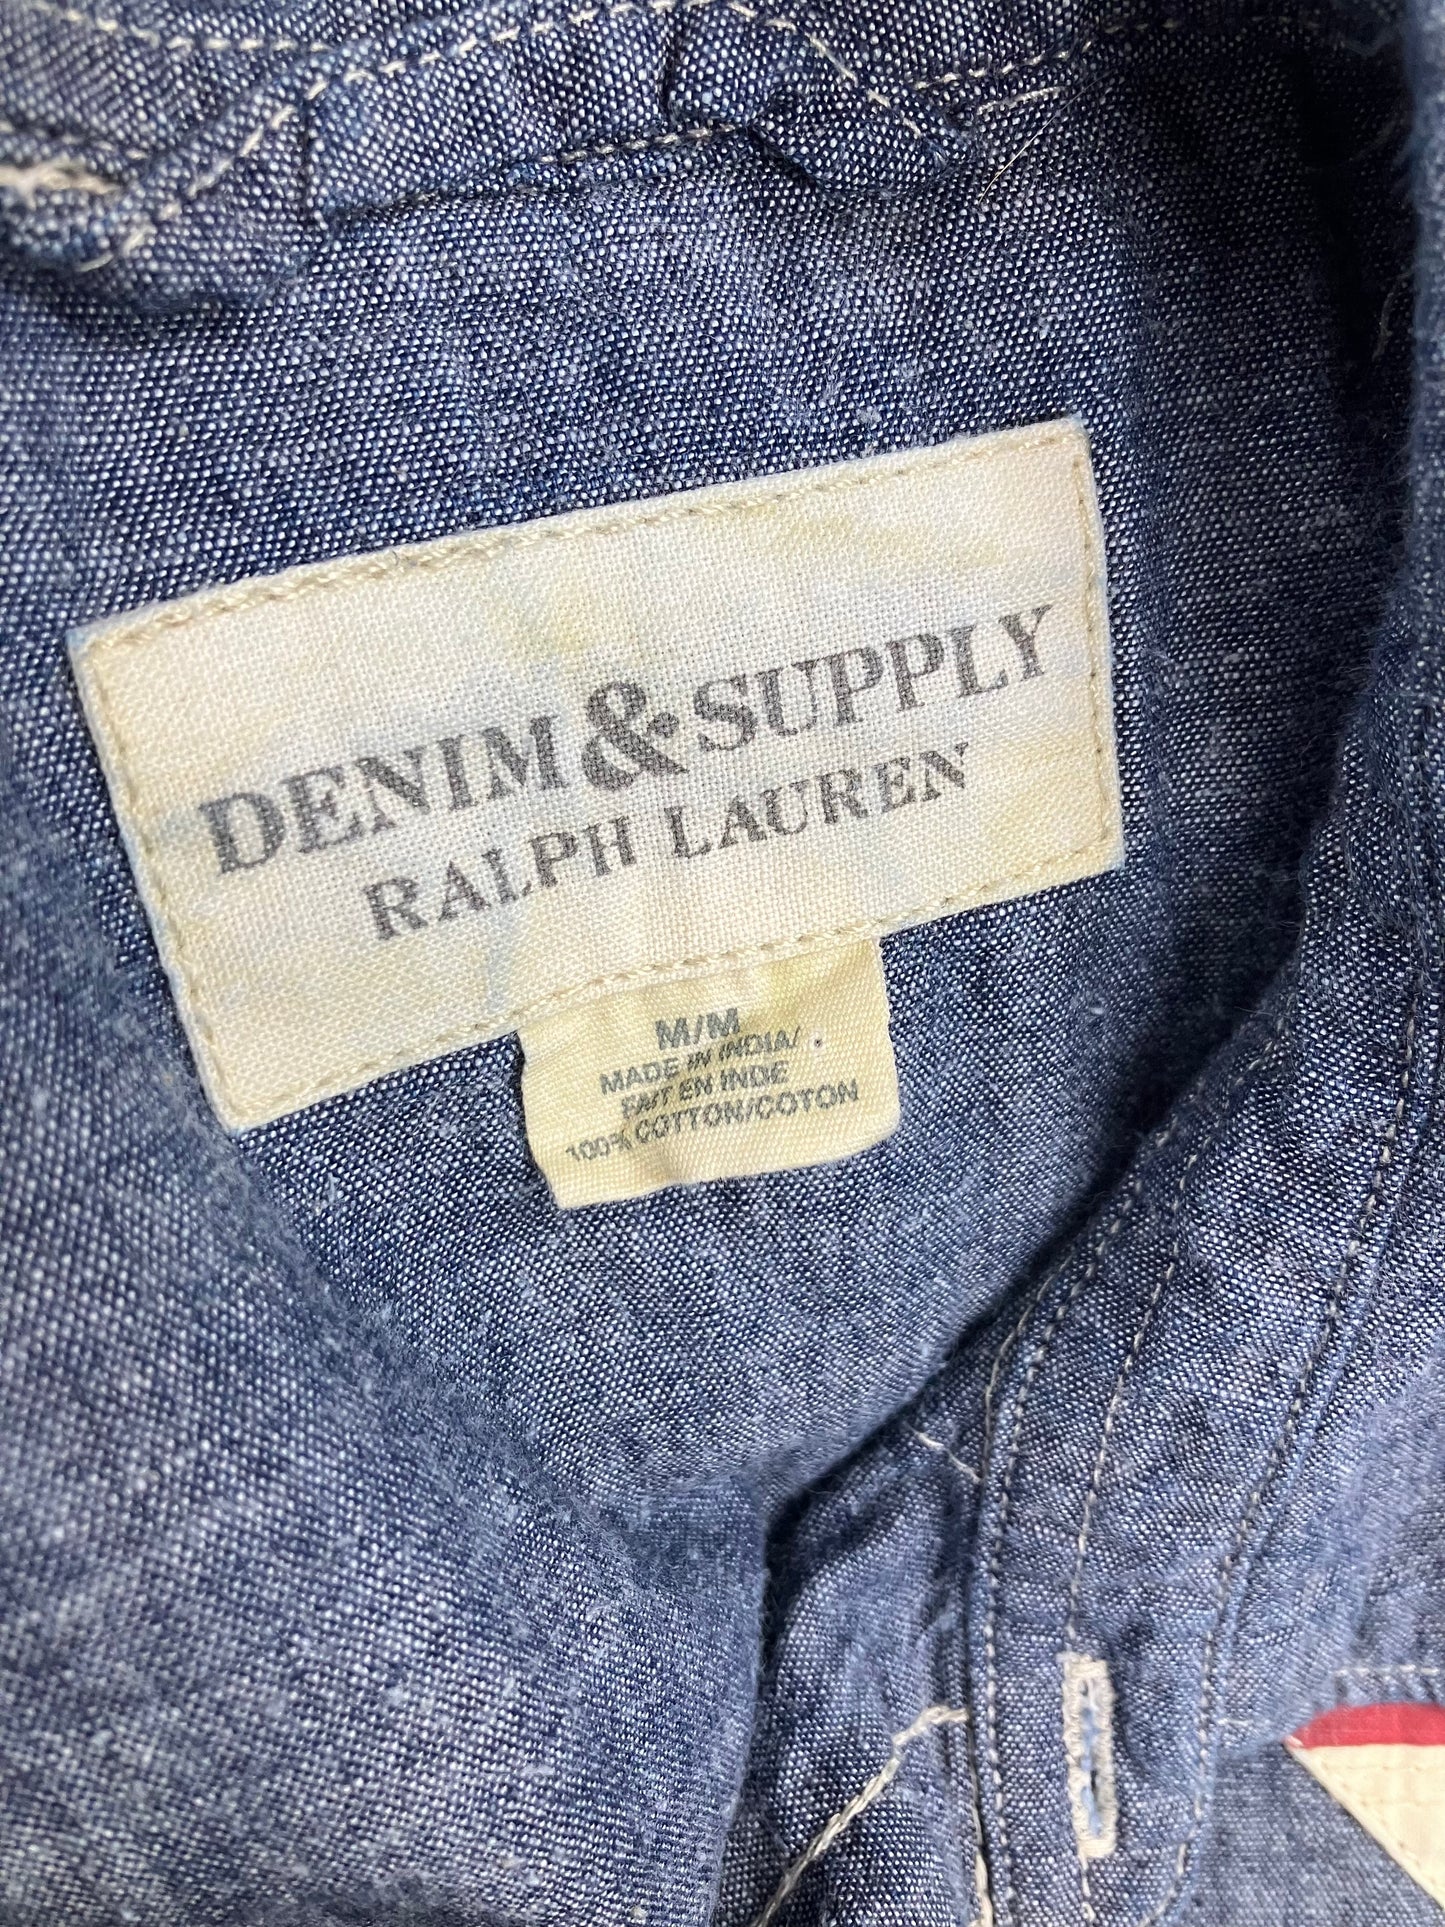 DENIM & SUPPLY
RALPH LAUREN
M/M
MADE IN INDIA/
FAIT EN INDE
100% COTTON/COTON